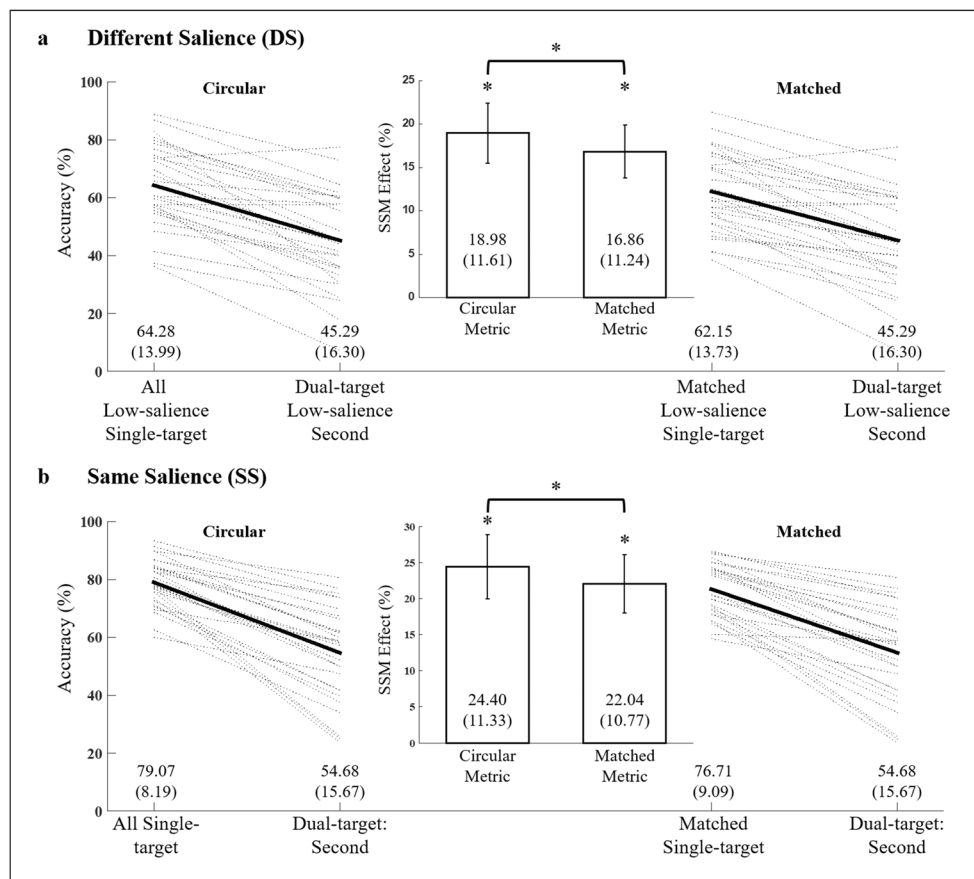 a Different Salience (DS)
Circular
Accuracy (%)
100
80
60
40
20
0
64.28
(13.99)
45.29
(16.30)
All
Low-salience
Single-target
Dual-target
Low-salience
Second
*
* *
SSM Effect (%)
25
20
15
10
5
0
18.98
(11.61)
16.86
(11.24)
Circular
Metric
Matched
Metric
Matched
62.15
(13.73)
45.29
(16.30)
Matched
Low-salience
Single-target
Dual-target
Low-salience
Second
b Same Salience (SS)
Circular
Accuracy (%)
100
80
60
40
20
0
79.07
(8.19)
54.68
(15.67)
All Single-
target
Dual-target:
Second
*
* *
SSM Effect (%)
30
25
20
15
10
5
0
24.40
(11.33)
22.04
(10.77)
Circular
Metric
Matched
Metric
Matched
76.71
(9.09)
54.68
(15.67)
Matched
Single-target
Dual-target:
Second